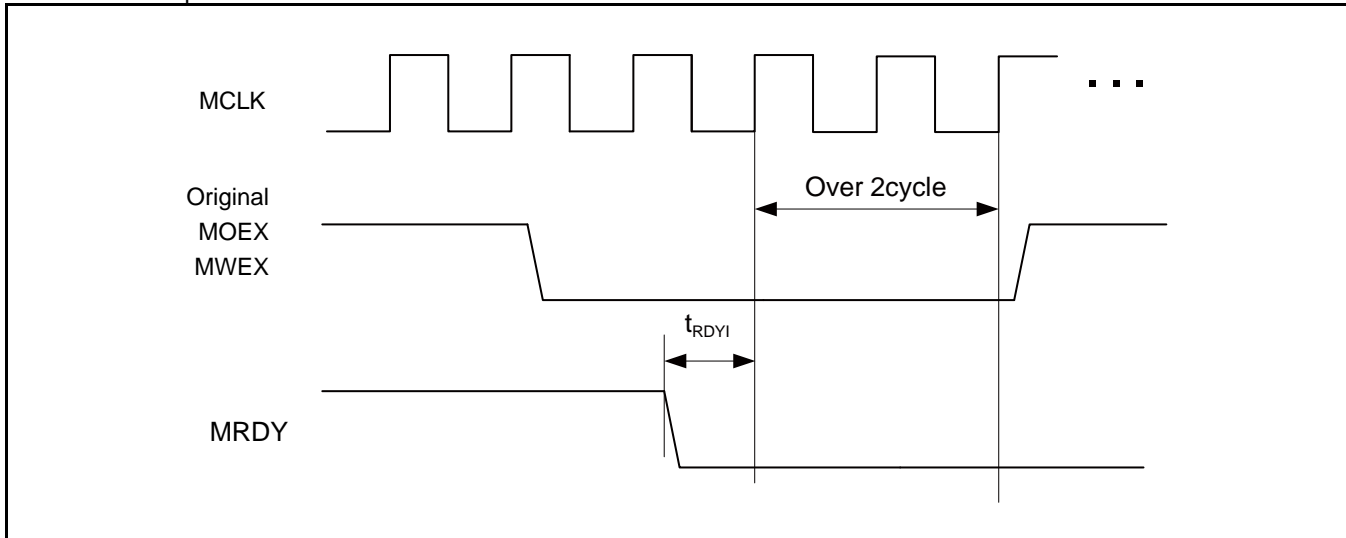 MCLK
· · ·
Original
Over 2cycle
MOEX
MWEX
tRDYI
MRDY